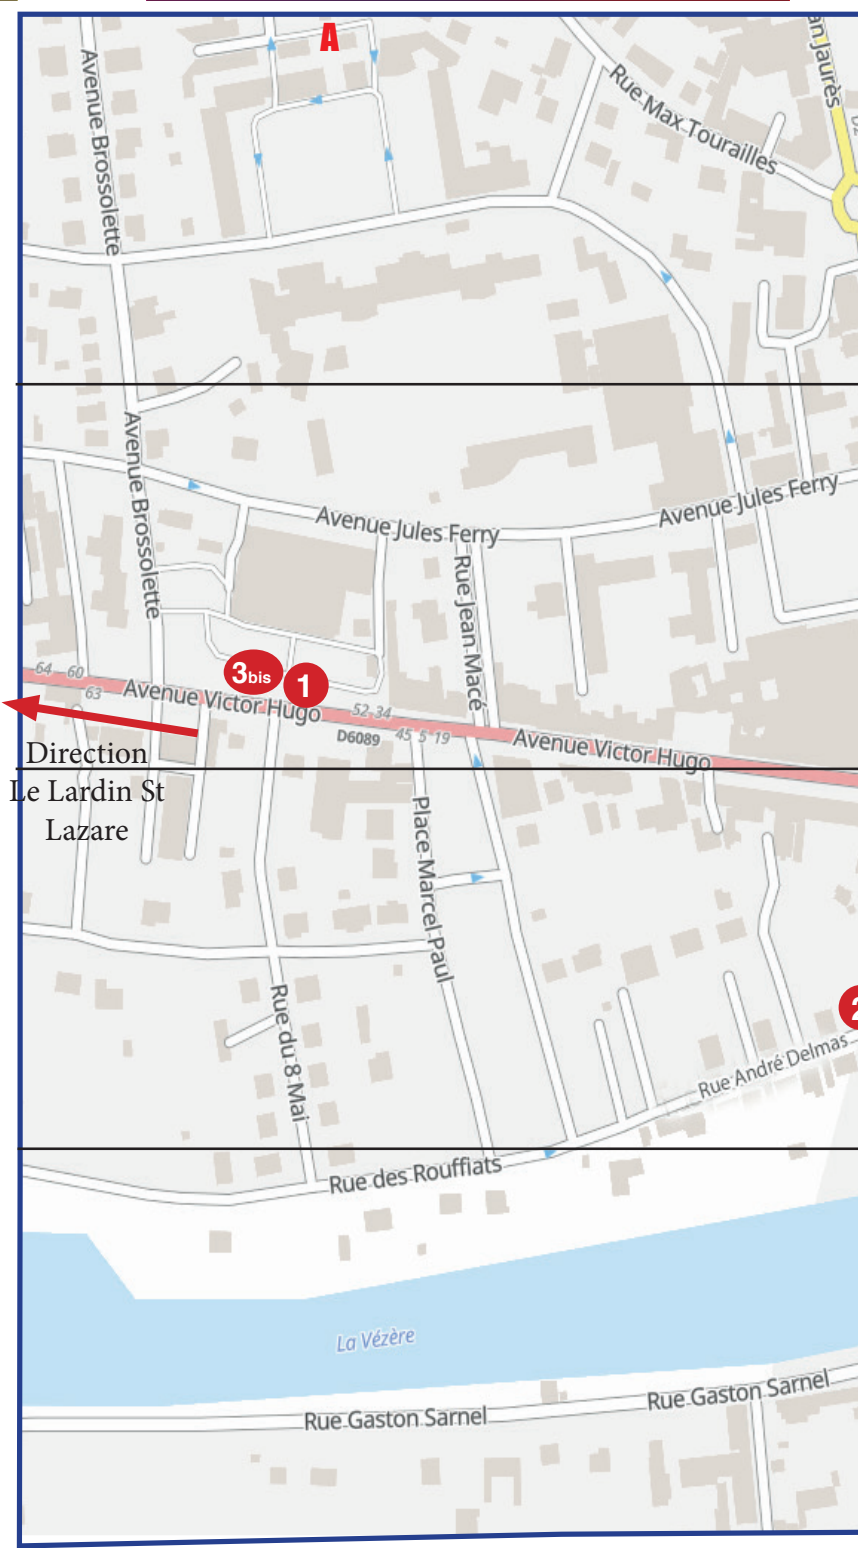 A
an Jaurès
Avenue Brossolette
Rue Max Tourailles
Avenue Brossolette
Avenue Jules Ferry
Avenue Jules Ferry
Rue Jean Macé
3bis
1
64
60
63
Avenue Victor Hugo
52
34
D6089
45
5
19
Avenue Victor Hugo
Direction
Le Lardin St
Lazare
Place Marcel Paul
Rue du 8 Mai
2
Rue André Delmas
Rue des Rouffiats
La Vézère
Rue Gaston Sarnel
Rue Gaston Sarnel